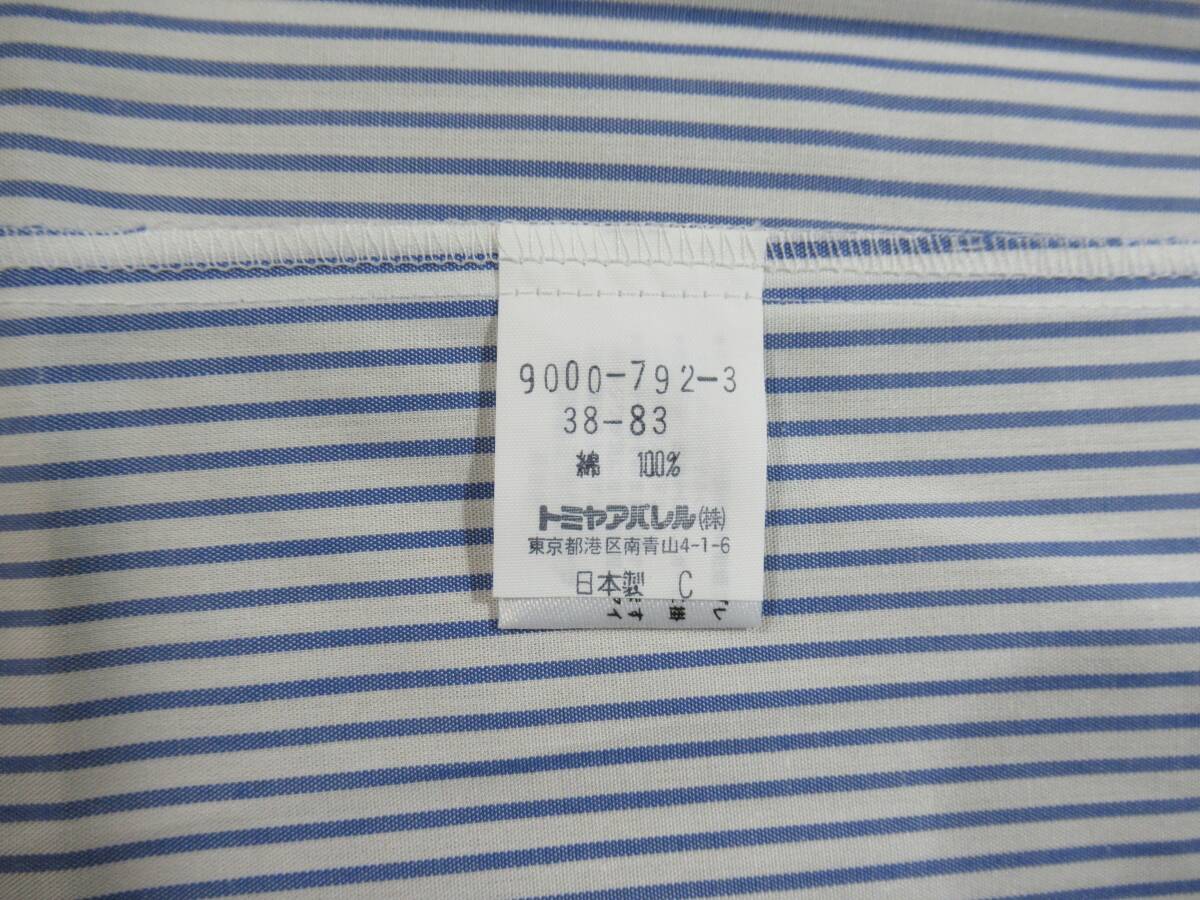 9000-792-3
38-83
綿 100%
トミヤアパレル(株)
東京都港区南青山4-1-6
日本製 C